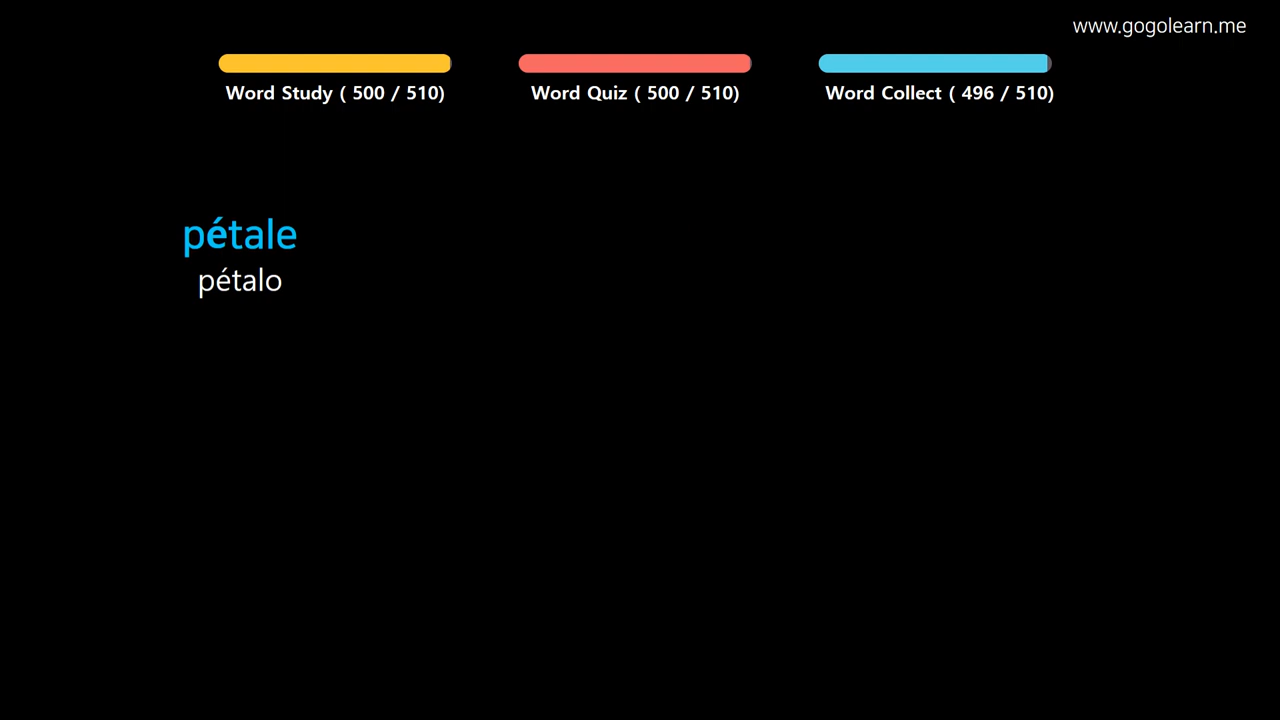 www.gogolearn.me
Word Study ( 500 / 510)
Word Quiz ( 500 / 510)
Word Collect ( 496 / 510)
pétale
pétalo